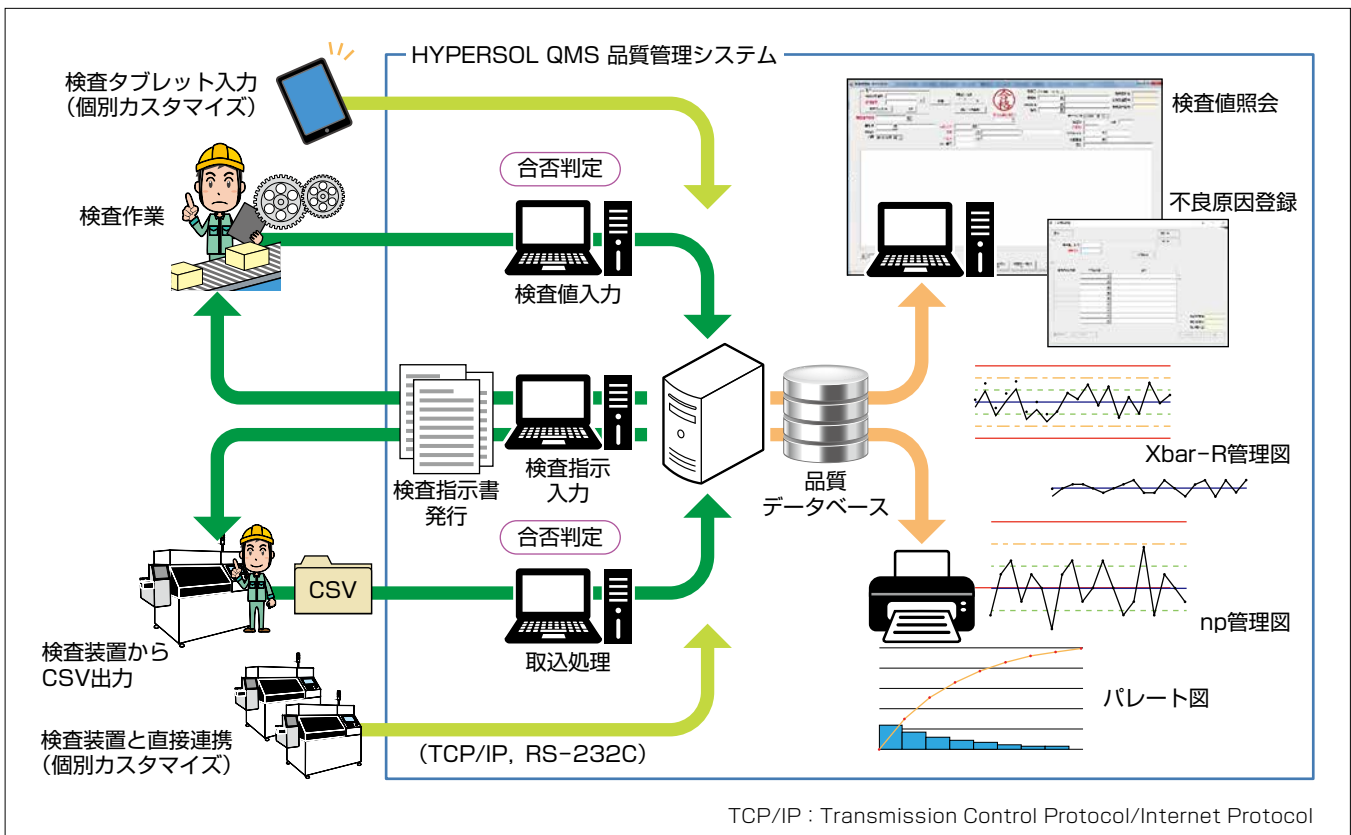 HYPERSOL QMS 品質管理システム
検査タブレット入力
（個別カスタマイズ）
検査作業
合否判定
検査値入力
検査値照会
不良原因登録
検査指示書
発行
検査指示
入力
品質
データベース
Xbar-R管理図
合否判定
CSV
取込処理
検査装置から
CSV出力
np管理図
パレート図
検査装置と直接連携
（個別カスタマイズ）
（TCP/IP, RS-232C）
TCP/IP：Transmission Control Protocol/Internet Protocol